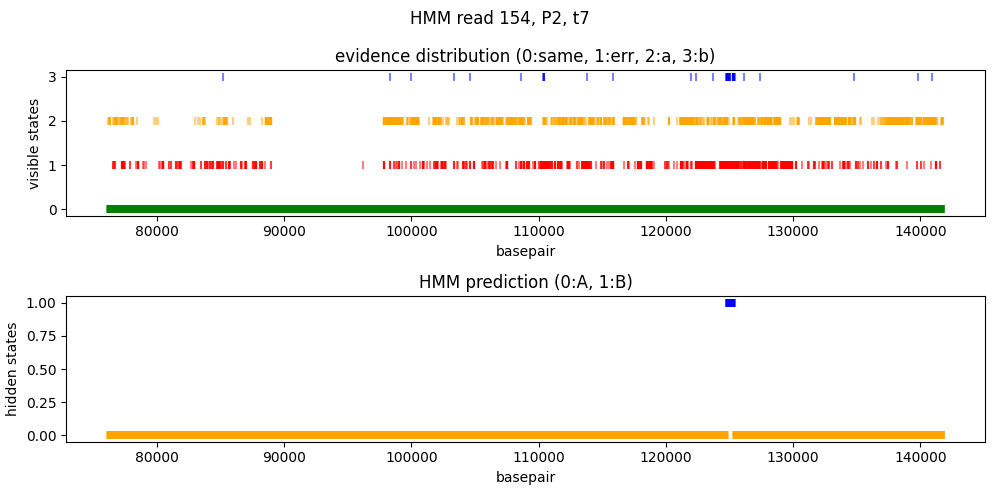 HMM read 154, P2, t7
evidence distribution (0:same, 1:err, 2:a, 3:b)
visible states
3
2
1
0
80000 90000 100000 110000 120000 130000 140000
basepair
HMM prediction (0:A, 1:B)
hidden states
1.00
0.75
0.50
0.25
0.00
80000 90000 100000 110000 120000 130000 140000
basepair